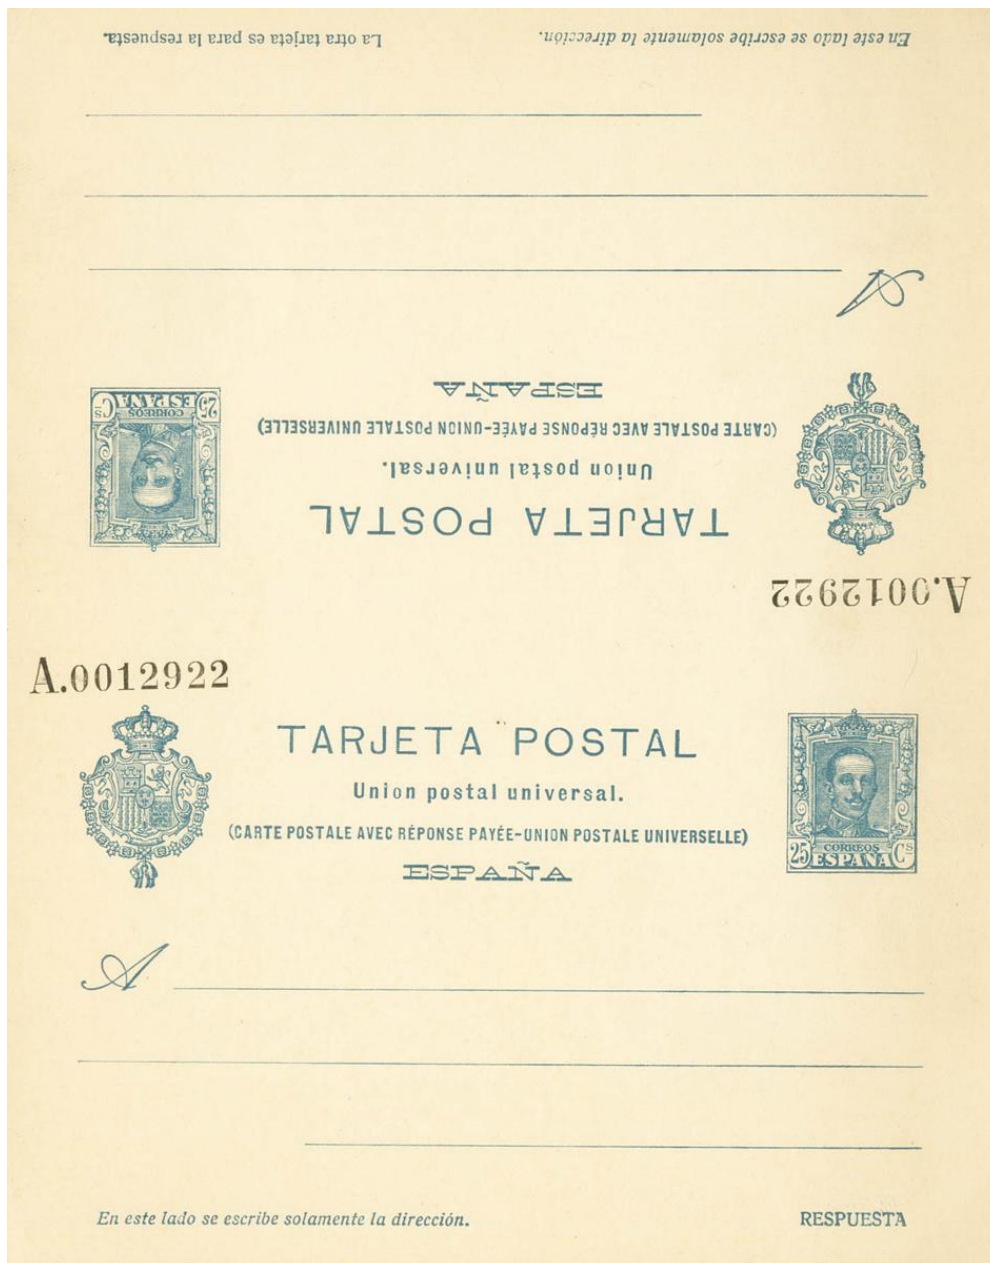 En este lado se escribe solamente la dirección.
La otra tarjeta es para la respuesta.
A
ESPAÑA
(CARTE POSTALE AVEC RÉPONSE PAYÉE-UNION POSTALE UNIVERSELLE)
Union postal universal.
TARJETA POSTAL
25 CORREOS Cs
ESPAÑA
A.0012922
A.0012922
TARJETA POSTAL
Union postal universal.
(CARTE POSTALE AVEC RÉPONSE PAYÉE-UNION POSTALE UNIVERSELLE)
ESPAÑA
25 CORREOS Cs
ESPAÑA
A
En este lado se escribe solamente la dirección.
RESPUESTA